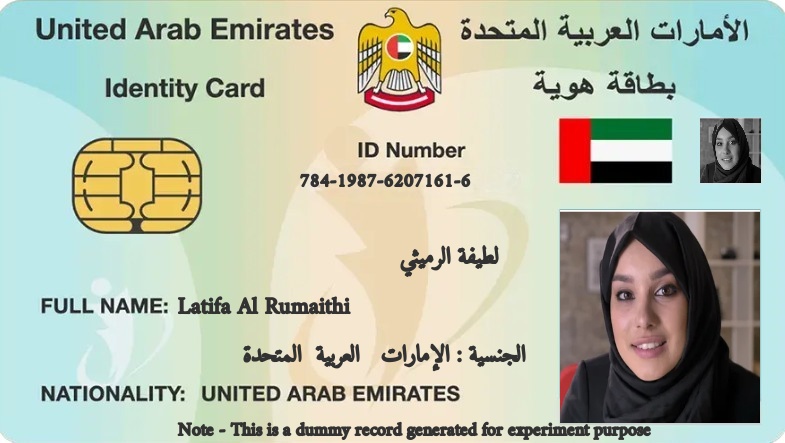 United Arab Emirates الأمارات العربية المتحدة
Identity Card بطاقة هوية
ID Number
784-1987-6207161-6
لطيفة الرميثي
FULL NAME: Latifa Al Rumaithi
الجنسية : الإمارات العربية المتحدة
NATIONALITY: UNITED ARAB EMIRATES
Note - This is a dummy record generated for experiment purpose